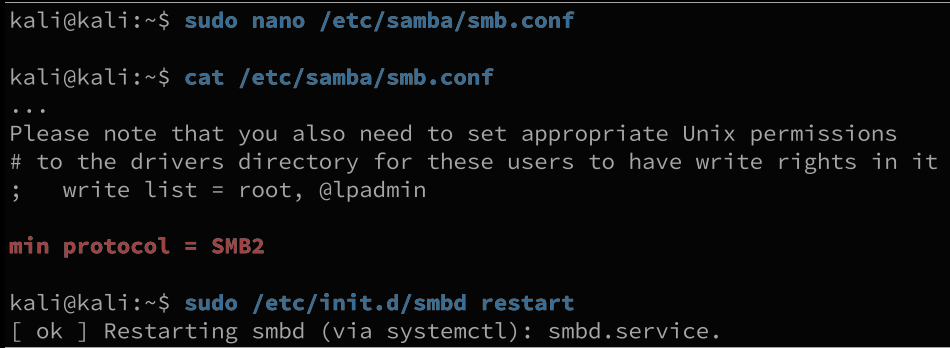 kali@kali:~$ sudo nano /etc/samba/smb.conf
kali@kali:~$ cat /etc/samba/smb.conf
...
Please note that you also need to set appropriate Unix permissions
# to the drivers directory for these users to have write rights in it
;   write list = root, @lpadmin
min protocol = SMB2
kali@kali:~$ sudo /etc/init.d/smbd restart
[ ok ] Restarting smbd (via systemctl): smbd.service.